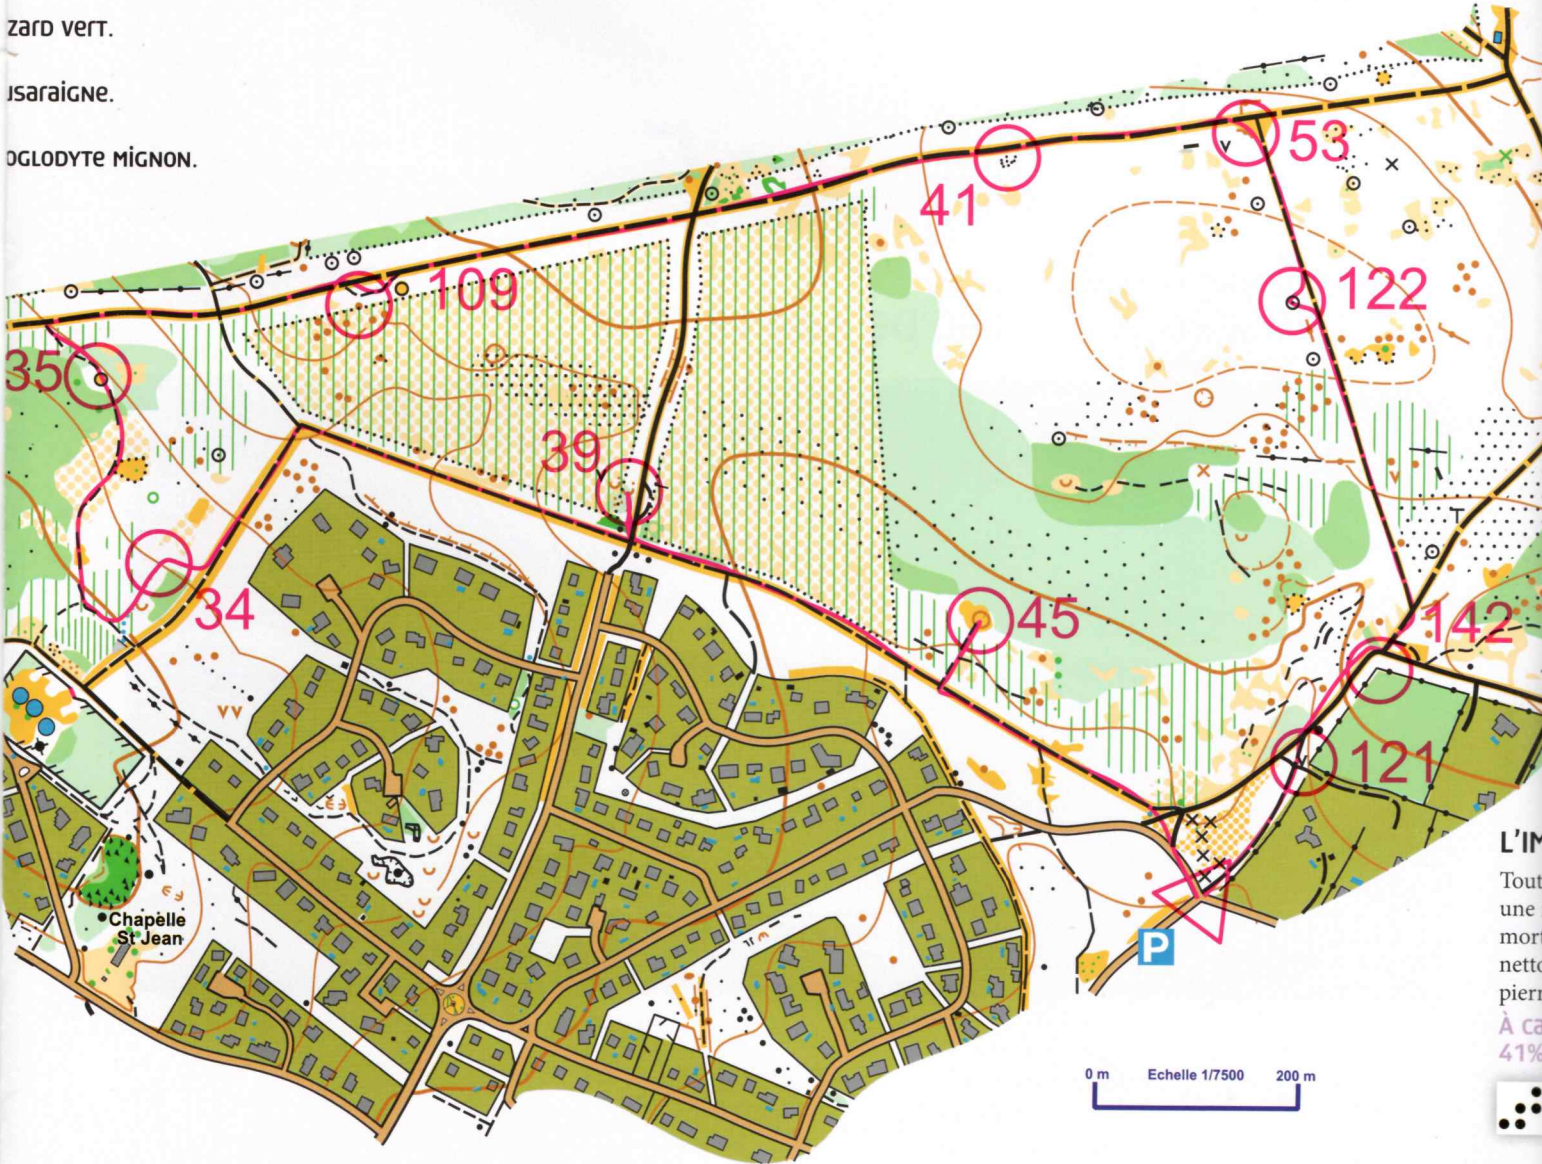 zard vert.
usaraigne.
oglodyte mignon.
53
41
122
109
35
39
34
45
142
121
Chapelle
St Jean
P
0 m Echelle 1/7500 200 m
L'IM
Tout
une
mort
netto
pierr
À ca
41%